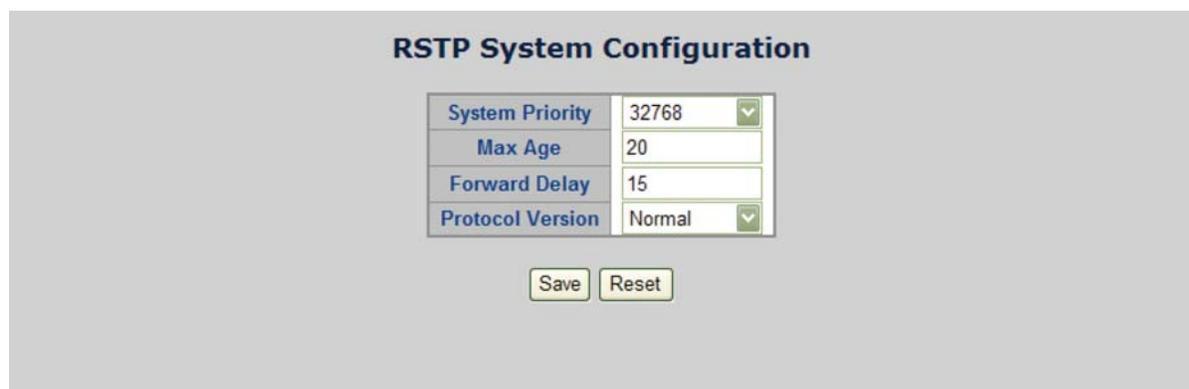 RSTP System Configuration
System Priority 32768
Max Age 20
Forward Delay 15
Protocol Version Normal
Save Reset